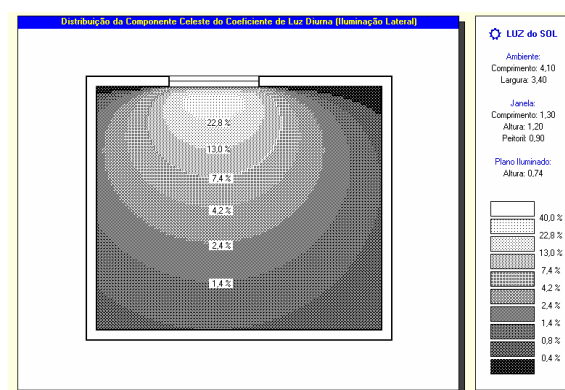 Distribuição da Componente Celeste do Coeficiente de Luz Diurna (Iluminação Lateral)
22,8 %
13,0 %
7,4 %
4,2 %
2,4 %
1,4 %
LUZ do SOL
Ambiente:
Comprimento: 4,10
Largura: 3,40
Janela:
Comprimento: 1,30
Altura: 1,20
Peitoril: 0,90
Plano Iluminado:
Altura: 0,74
40,0 %
22,8 %
13,0 %
7,4 %
4,2 %
2,4 %
1,4 %
0,8 %
0,4 %